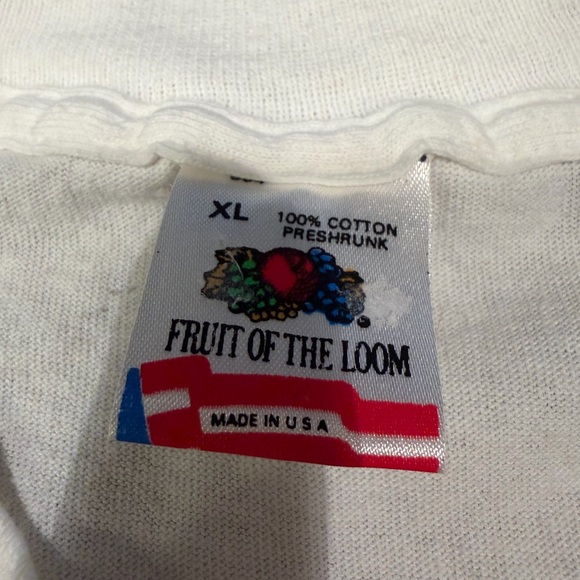 XL 100% COTTON
PRESHRUNK
FRUIT OF THE LOOM
MADE IN U S A